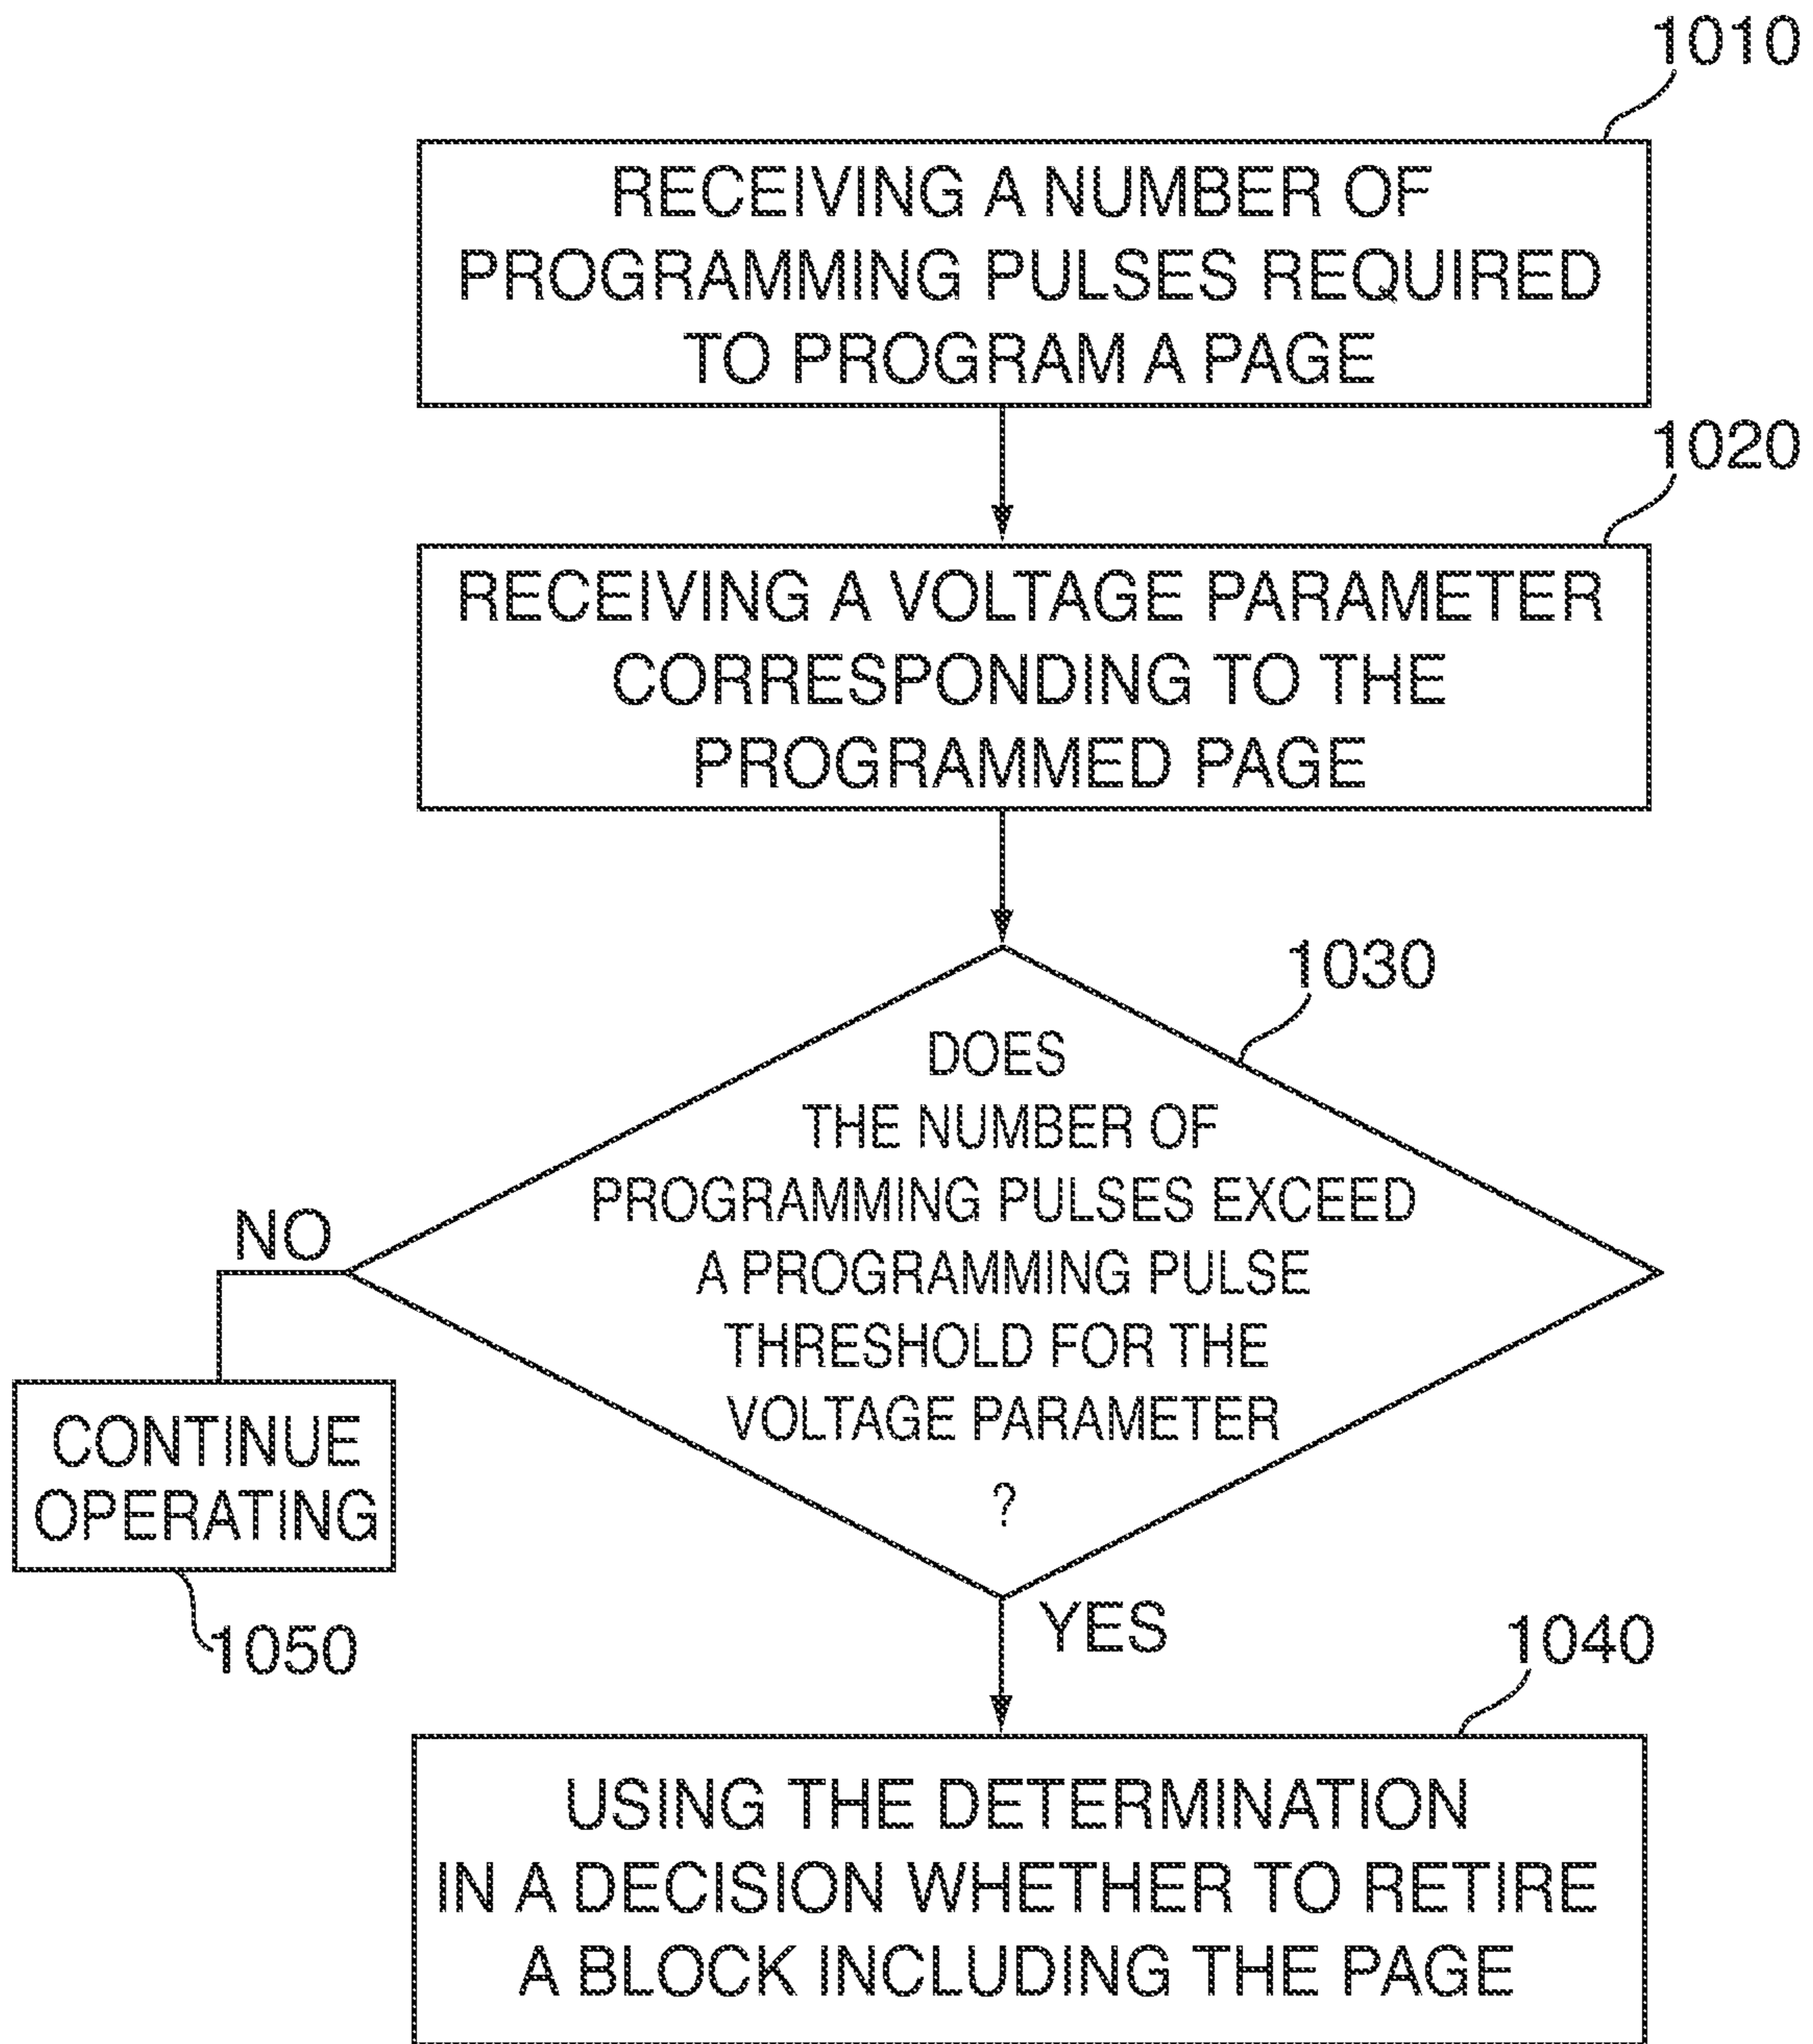 1010
RECEIVING A NUMBER OF
PROGRAMMING PULSES REQUIRED
TO PROGRAM A PAGE
1020
RECEIVING A VOLTAGE PARAMETER
CORRESPONDING TO THE
PROGRAMMED PAGE
1030
DOES
THE NUMBER OF
PROGRAMMING PULSES EXCEED
A PROGRAMMING PULSE
THRESHOLD FOR THE
VOLTAGE PARAMETER
?
NO
CONTINUE
OPERATING
1050
YES
1040
USING THE DETERMINATION
IN A DECISION WHETHER TO RETIRE
A BLOCK INCLUDING THE PAGE